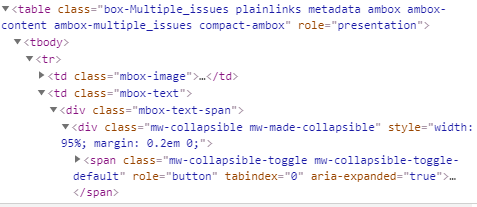 ▼<table class="box-Multiple_issues plainlinks metadata ambox ambox-
content ambox-multiple_issues compact-ambox" role="presentation">
▼<tbody>
▼<tr>
▶<td class="mbox-image">…</td>
▼<td class="mbox-text">
▼<div class="mbox-text-span">
▼<div class="mw-collapsible mw-made-collapsible" style="width:
95%; margin: 0.2em 0;">
▶<span class="mw-collapsible-toggle mw-collapsible-toggle-
default" role="button" tabindex="0" aria-expanded="true">…
</span>